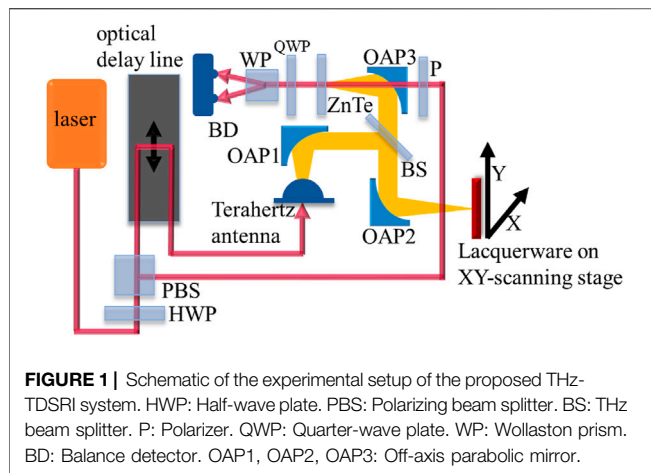 optical
delay line
laser
WP
QWP
OAP3
P
BD
ZnTe
OAP1
BS
Terahertz
antenna
OAP2
Y
X
Lacquerware on
XY-scanning stage
PBS
HWP
FIGURE 1 | Schematic of the experimental setup of the proposed THz-
TDSRI system. HWP: Half-wave plate. PBS: Polarizing beam splitter. BS: THz
beam splitter. P: Polarizer. QWP: Quarter-wave plate. WP: Wollaston prism.
BD: Balance detector. OAP1, OAP2, OAP3: Off-axis parabolic mirror.